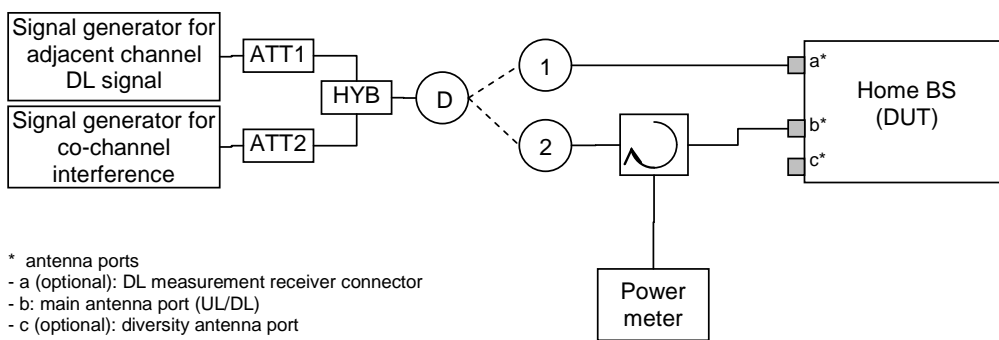 Signal generator for
adjacent channel
DL signal
ATT1
HYB
Signal generator for
co-channel
interference
ATT2
D
1
2
a*
b*
c*
Home BS
(DUT)
Power
meter
* antenna ports
- a (optional): DL measurement receiver connector
- b: main antenna port (UL/DL)
- c (optional): diversity antenna port